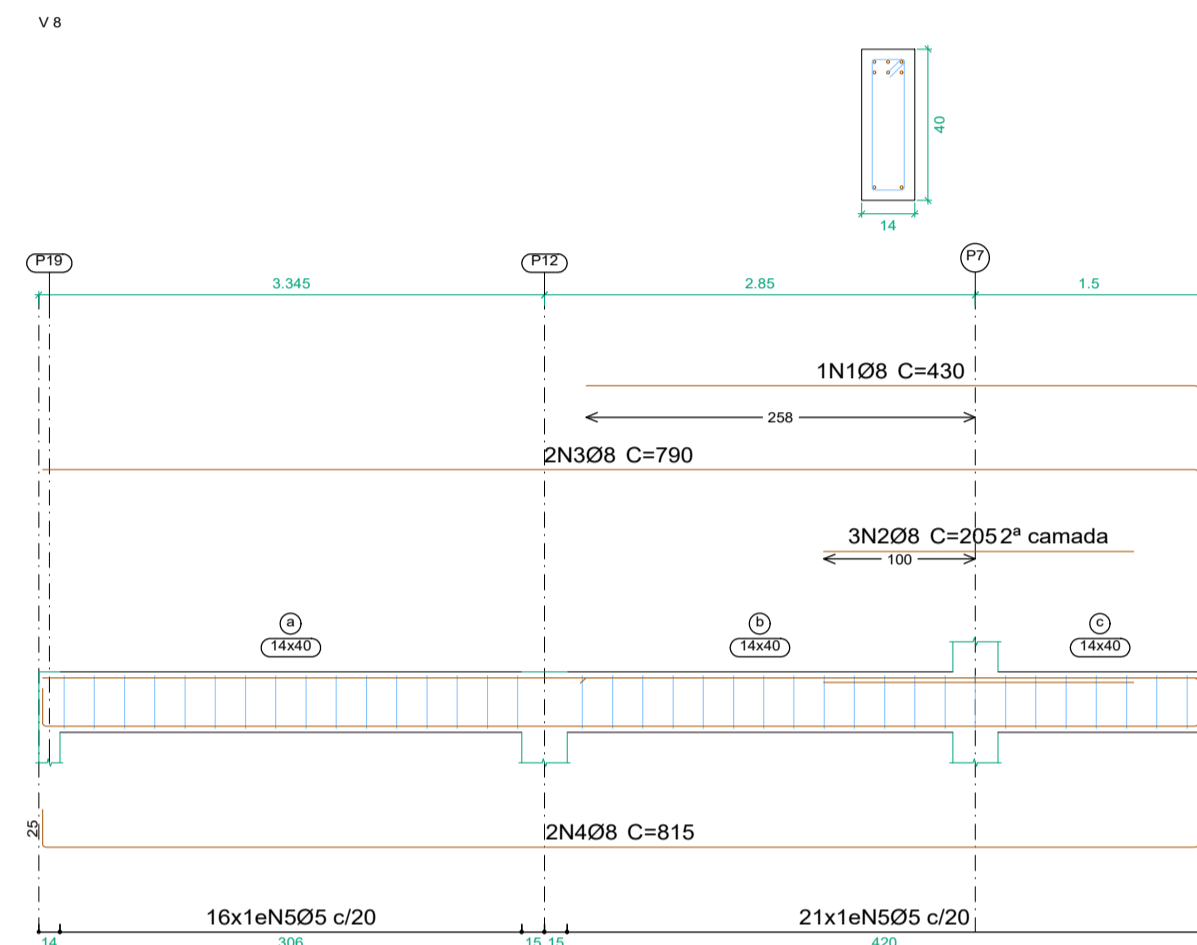 V 8
40
14
P19 P12 P7
3.345 2.85 1.5
1N1Ø8 C=430
258
2N3Ø8 C=790
3N2Ø8 C=205 2ª camada
100
a b c
14x40 14x40 14x40
25
2N4Ø8 C=815
16x1eN5Ø5 c/20 21x1eN5Ø5 c/20
14 306 15 15 420